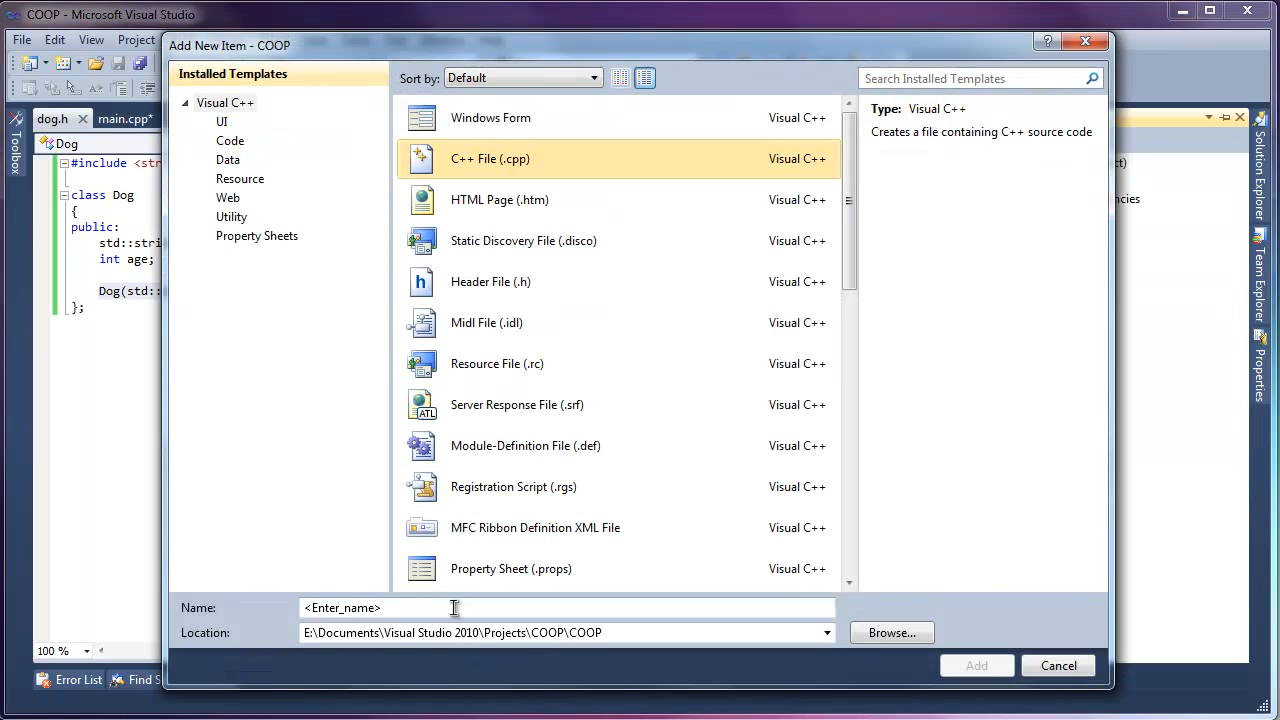 COOP - Microsoft Visual Studio
File Edit View Project
Add New Item - COOP
Installed Templates
Sort by: Default
Search Installed Templates
Visual C++
UI
Code
Data
Resource
Web
Utility
Property Sheets
Windows Form Visual C++
C++ File (.cpp) Visual C++
HTML Page (.htm) Visual C++
Static Discovery File (.disco) Visual C++
Header File (.h) Visual C++
Midl File (.idl) Visual C++
Resource File (.rc) Visual C++
Server Response File (.srf) Visual C++
Module-Definition File (.def) Visual C++
Registration Script (.rgs) Visual C++
MFC Ribbon Definition XML File Visual C++
Property Sheet (.props) Visual C++
Type: Visual C++
Creates a file containing C++ source code
Name: <Enter_name>
Location: E:\Documents\Visual Studio 2010\Projects\COOP\COOP
Browse...
Add Cancel
Toolbox
dog.h main.cpp*
Dog
#include <str
class Dog
{
public:
std::stri
int age;
Dog(std::
};
100 %
Error List Find S
Solution Explorer
Team Explorer
Properties